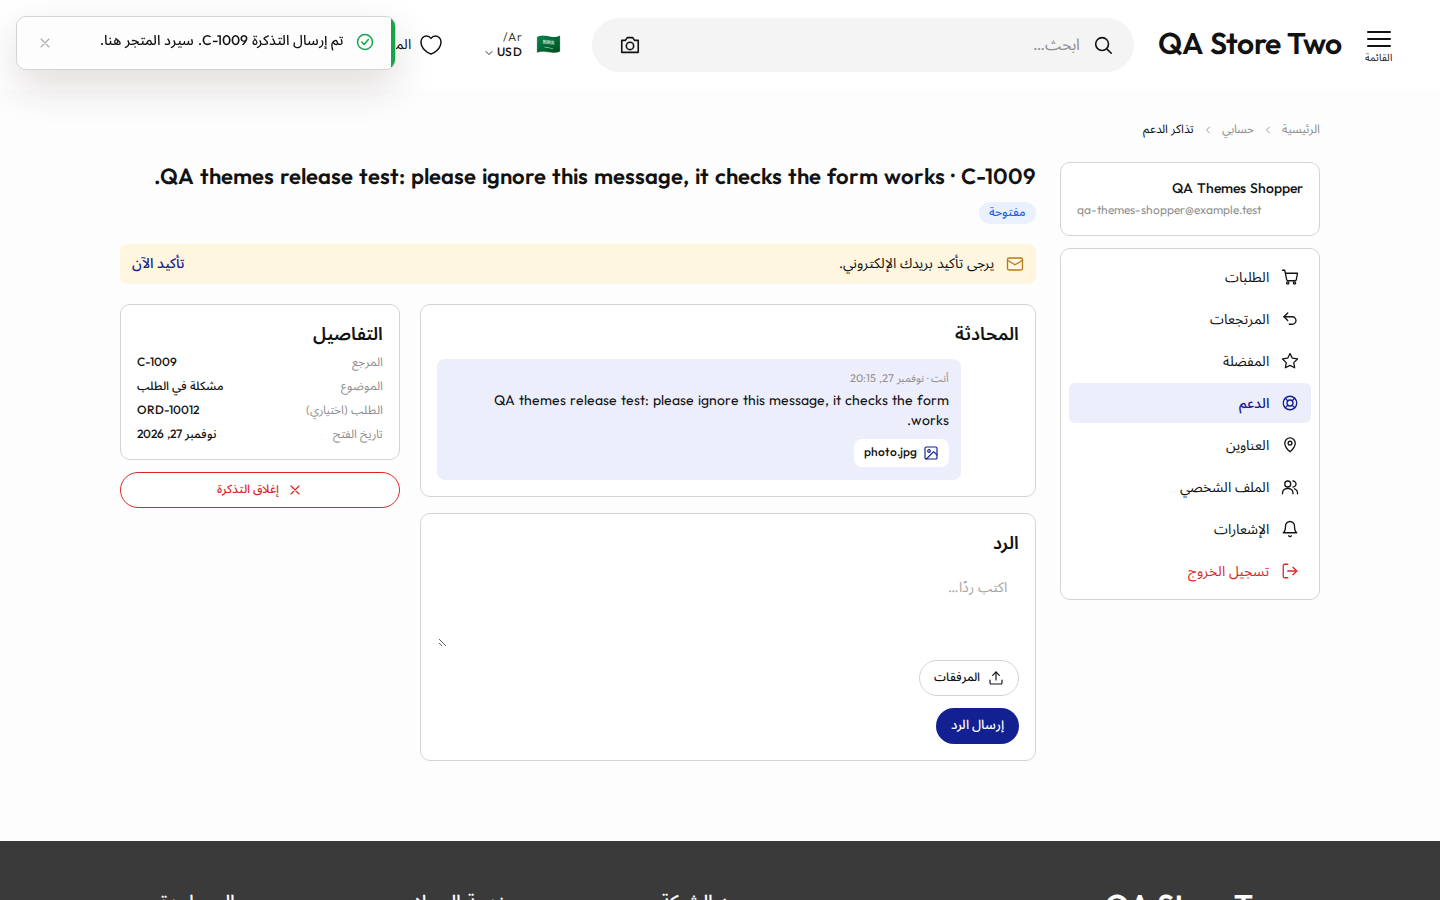 القائمة
QA Store Two
ابحث...
Ar/
USD
تم إرسال التذكرة C-1009. سيرد المتجر هنا.
الرئيسية
حسابي
تذاكر الدعم
QA Themes Shopper
qa-themes-shopper@example.test
الطلبات
المرتجعات
المفضلة
الدعم
العناوين
الملف الشخصي
الإشعارات
تسجيل الخروج
QA themes release test: please ignore this message, it checks the form works · C-1009.
مفتوحة
يرجى تأكيد بريدك الإلكتروني.
تأكيد الآن
المحادثة
أنت · نوفمبر 27, 20:15
QA themes release test: please ignore this message, it checks the form
works.
photo.jpg
الرد
اكتب ردًا...
المرفقات
إرسال الرد
التفاصيل
المرجع C-1009
الموضوع مشكلة في الطلب
الطلب (اختياري) ORD-10012
تاريخ الفتح نوفمبر 27, 2026
إغلاق التذكرة